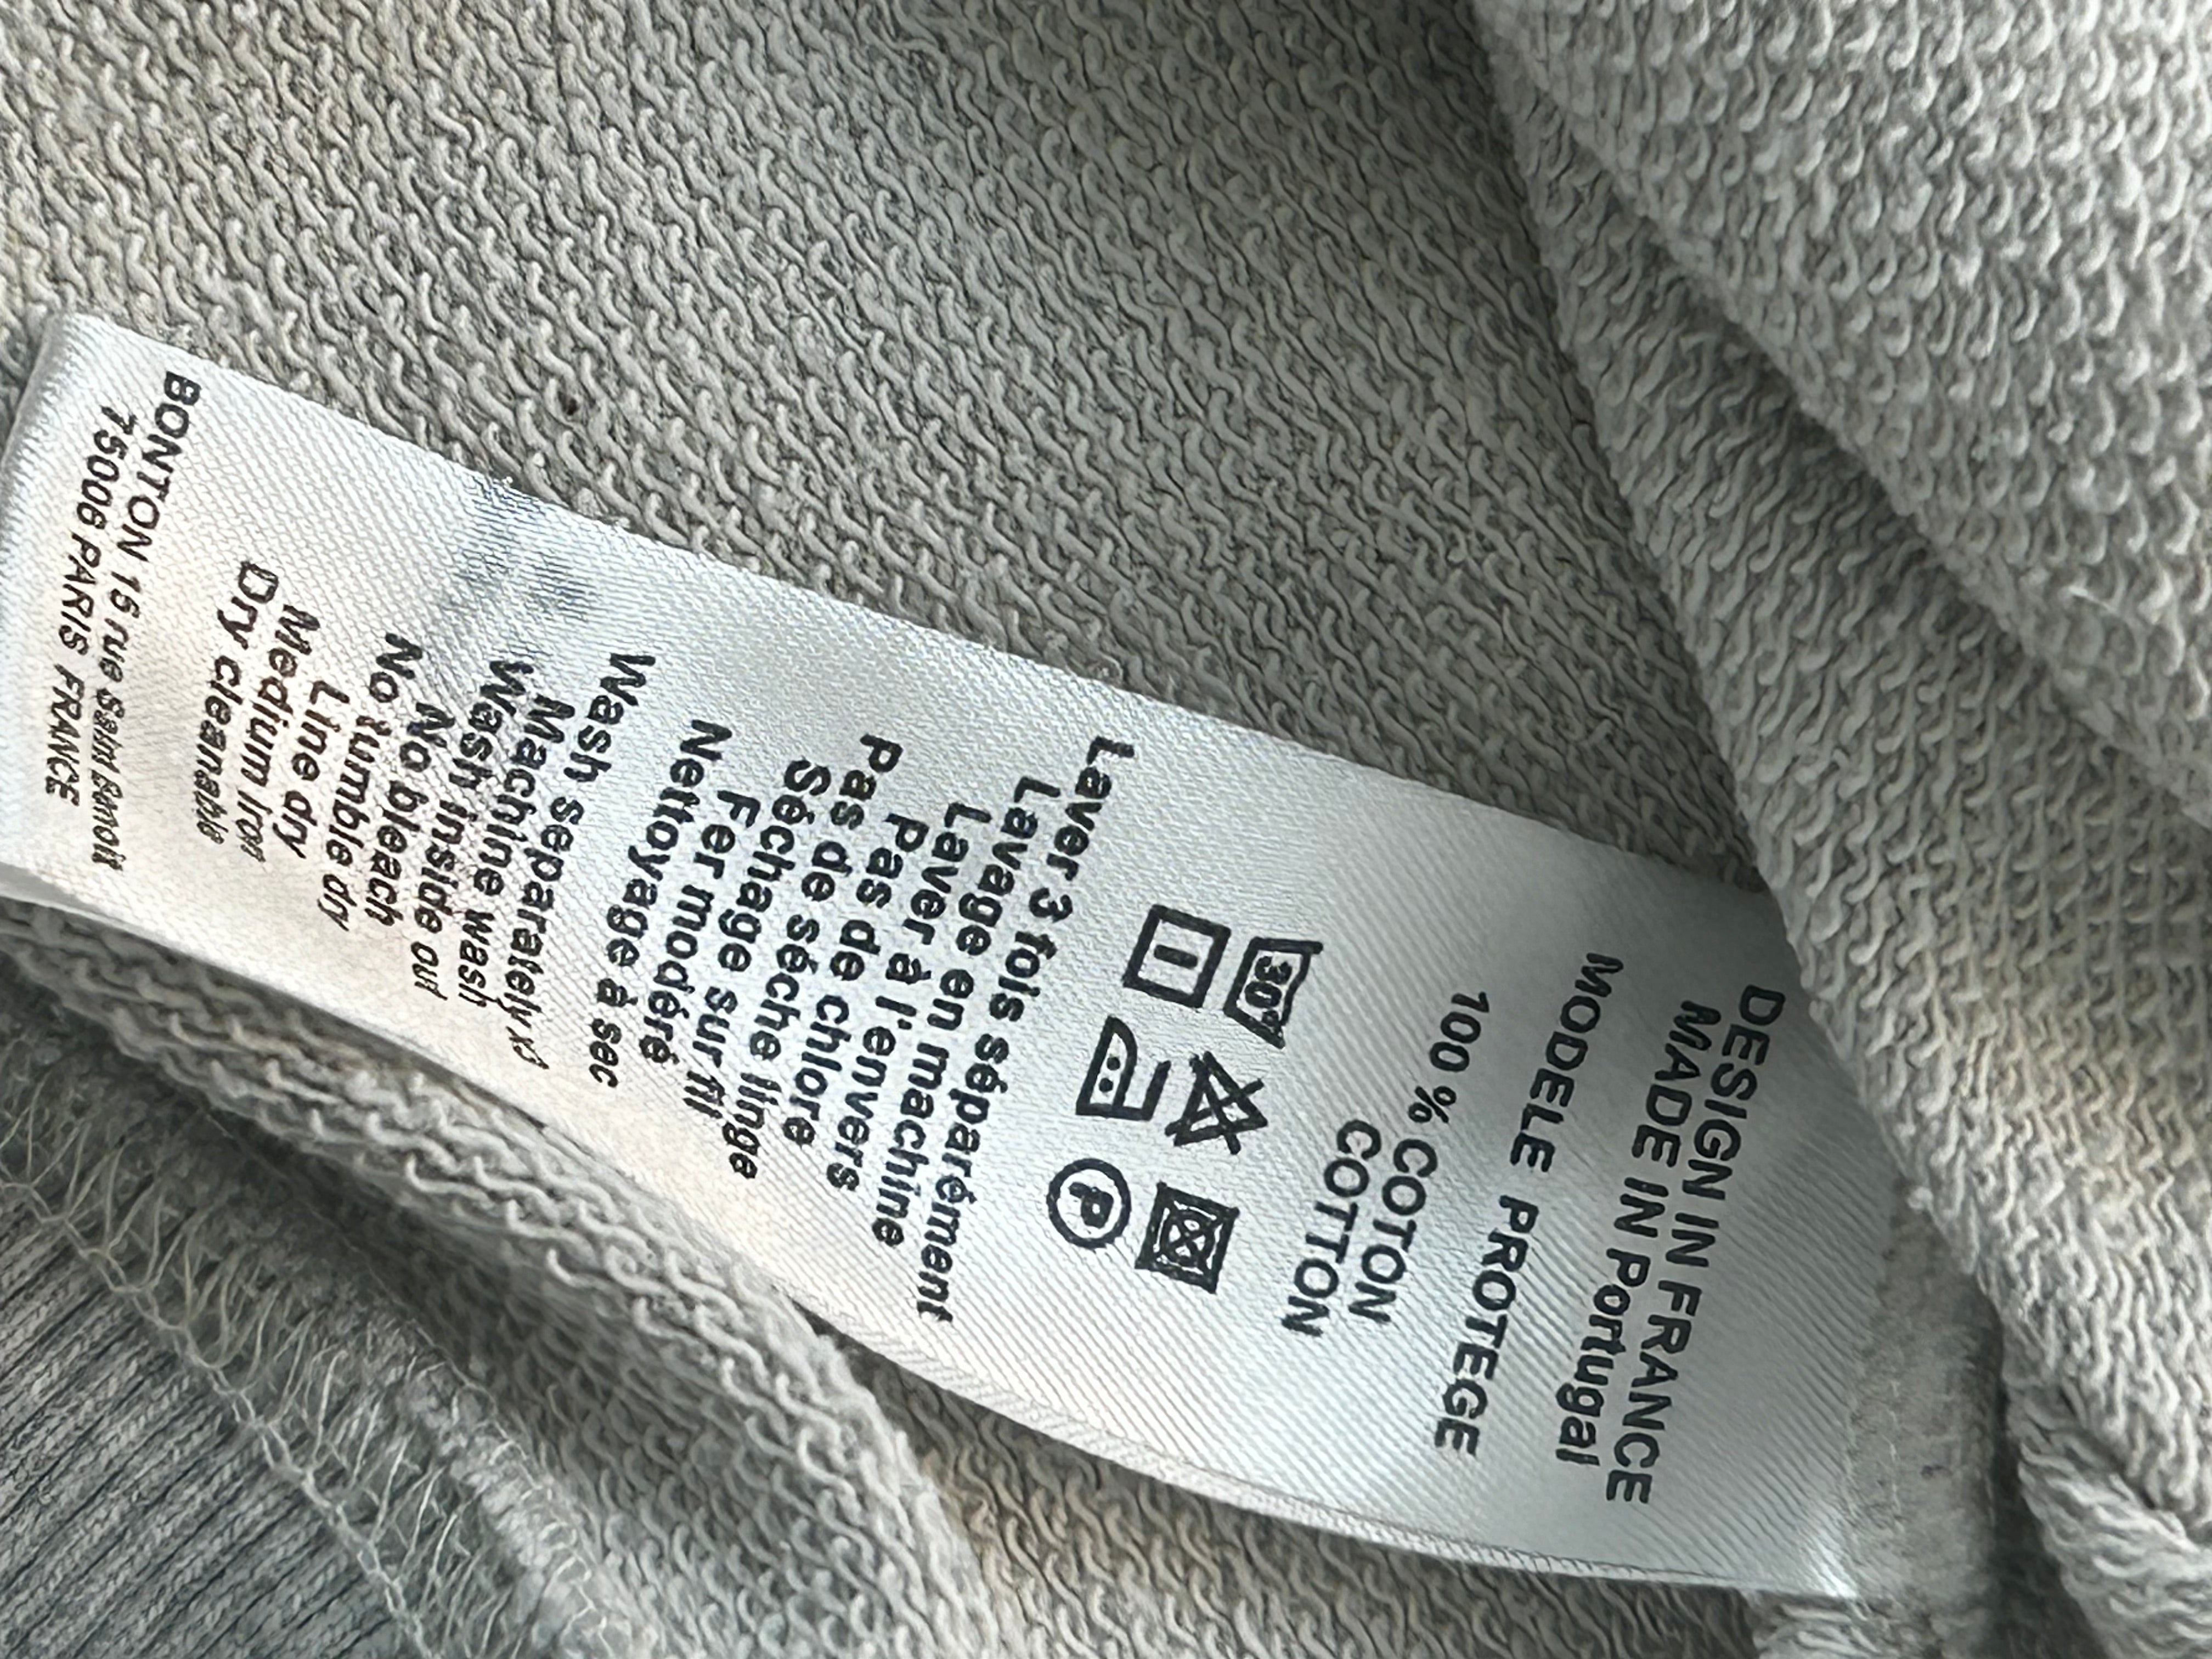 DESIGN IN FRANCE
MADE IN Portugal
MODELE PROTEGE
100 % COTON
COTTON
30°
P
Laver 3 fois séparément
Lavage en machine
Laver à l'envers
Pas de chlore
Pas de sèche linge
Séchage sur fil
Fer modéré
Nettoyage à sec
Wash separately x3
Machine wash
Wash inside out
No bleach
No tumble dry
Line dry
Medium iron
Dry cleanable
BONTON 15 rue Saint Benoit
75006 PARIS FRANCE